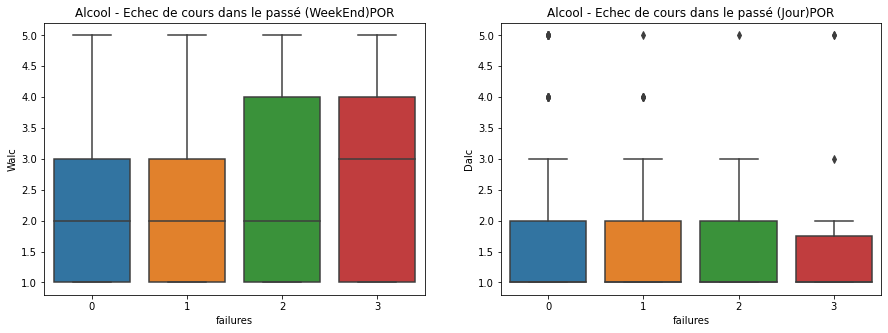 Alcool - Echec de cours dans le passé (WeekEnd)POR
5.0
4.5
4.0
3.5
3.0
2.5
2.0
1.5
1.0
Walc
0 1 2 3
failures
Alcool - Echec de cours dans le passé (Jour)POR
5.0
4.5
4.0
3.5
3.0
2.5
2.0
1.5
1.0
Dalc
0 1 2 3
failures